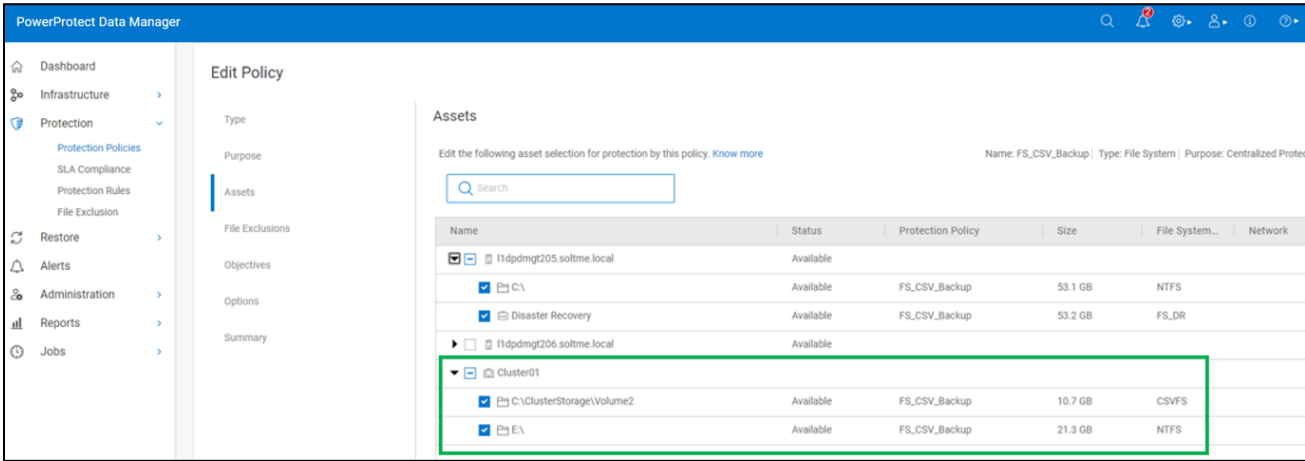 PowerProtect Data Manager
2
Dashboard
Infrastructure
Protection
Protection Policies
SLA Compliance
Protection Rules
File Exclusion
Restore
Alerts
Administration
Reports
Jobs
Edit Policy
Type
Purpose
Assets
File Exclusions
Objectives
Options
Summary
Assets
Edit the following asset selection for protection by this policy. Know more
Name: FS_CSV_Backup | Type: File System | Purpose: Centralized Protec
Search
Name Status Protection Policy Size File System... Network
l1dpdmgt205.soltme.local Available
C:\ Available FS_CSV_Backup 53.1 GB NTFS
Disaster Recovery Available FS_CSV_Backup 53.2 GB FS_DR
l1dpdmgt206.soltme.local Available
Cluster01
C:\ClusterStorage\Volume2 Available FS_CSV_Backup 10.7 GB CSVFS
E:\ Available FS_CSV_Backup 21.3 GB NTFS